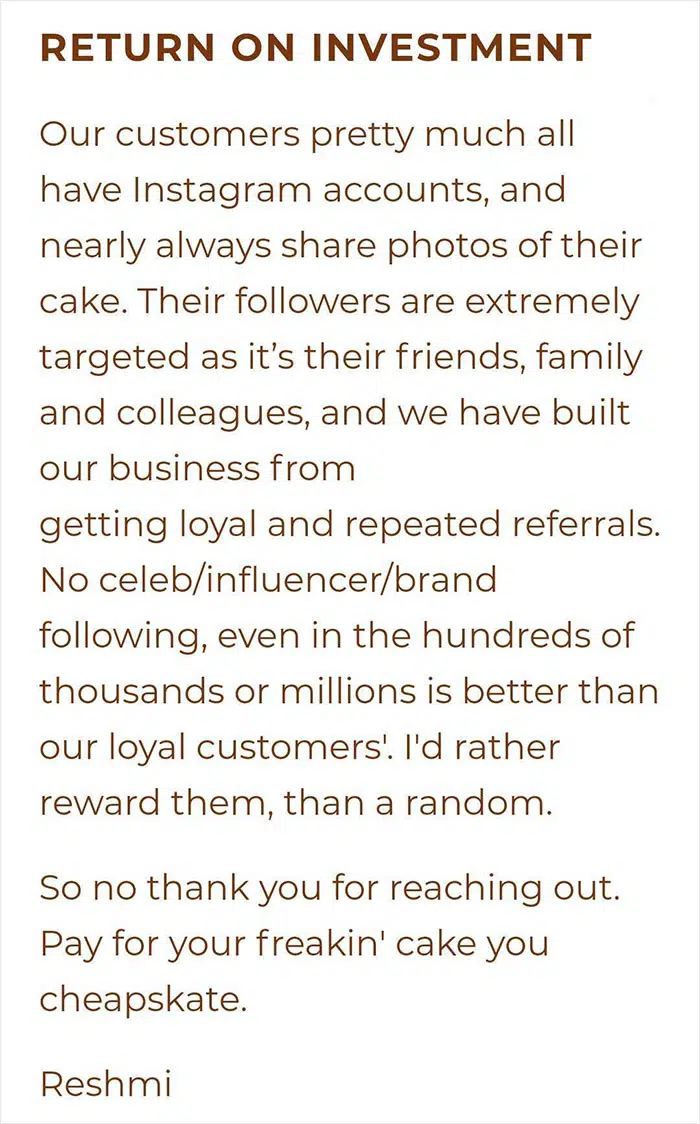 RETURN ON INVESTMENT
Our customers pretty much all
have Instagram accounts, and
nearly always share photos of their
cake. Their followers are extremely
targeted as it’s their friends, family
and colleagues, and we have built
our business from
getting loyal and repeated referrals.
No celeb/influencer/brand
following, even in the hundreds of
thousands or millions is better than
our loyal customers'. I'd rather
reward them, than a random.
So no thank you for reaching out.
Pay for your freakin' cake you
cheapskate.
Reshmi